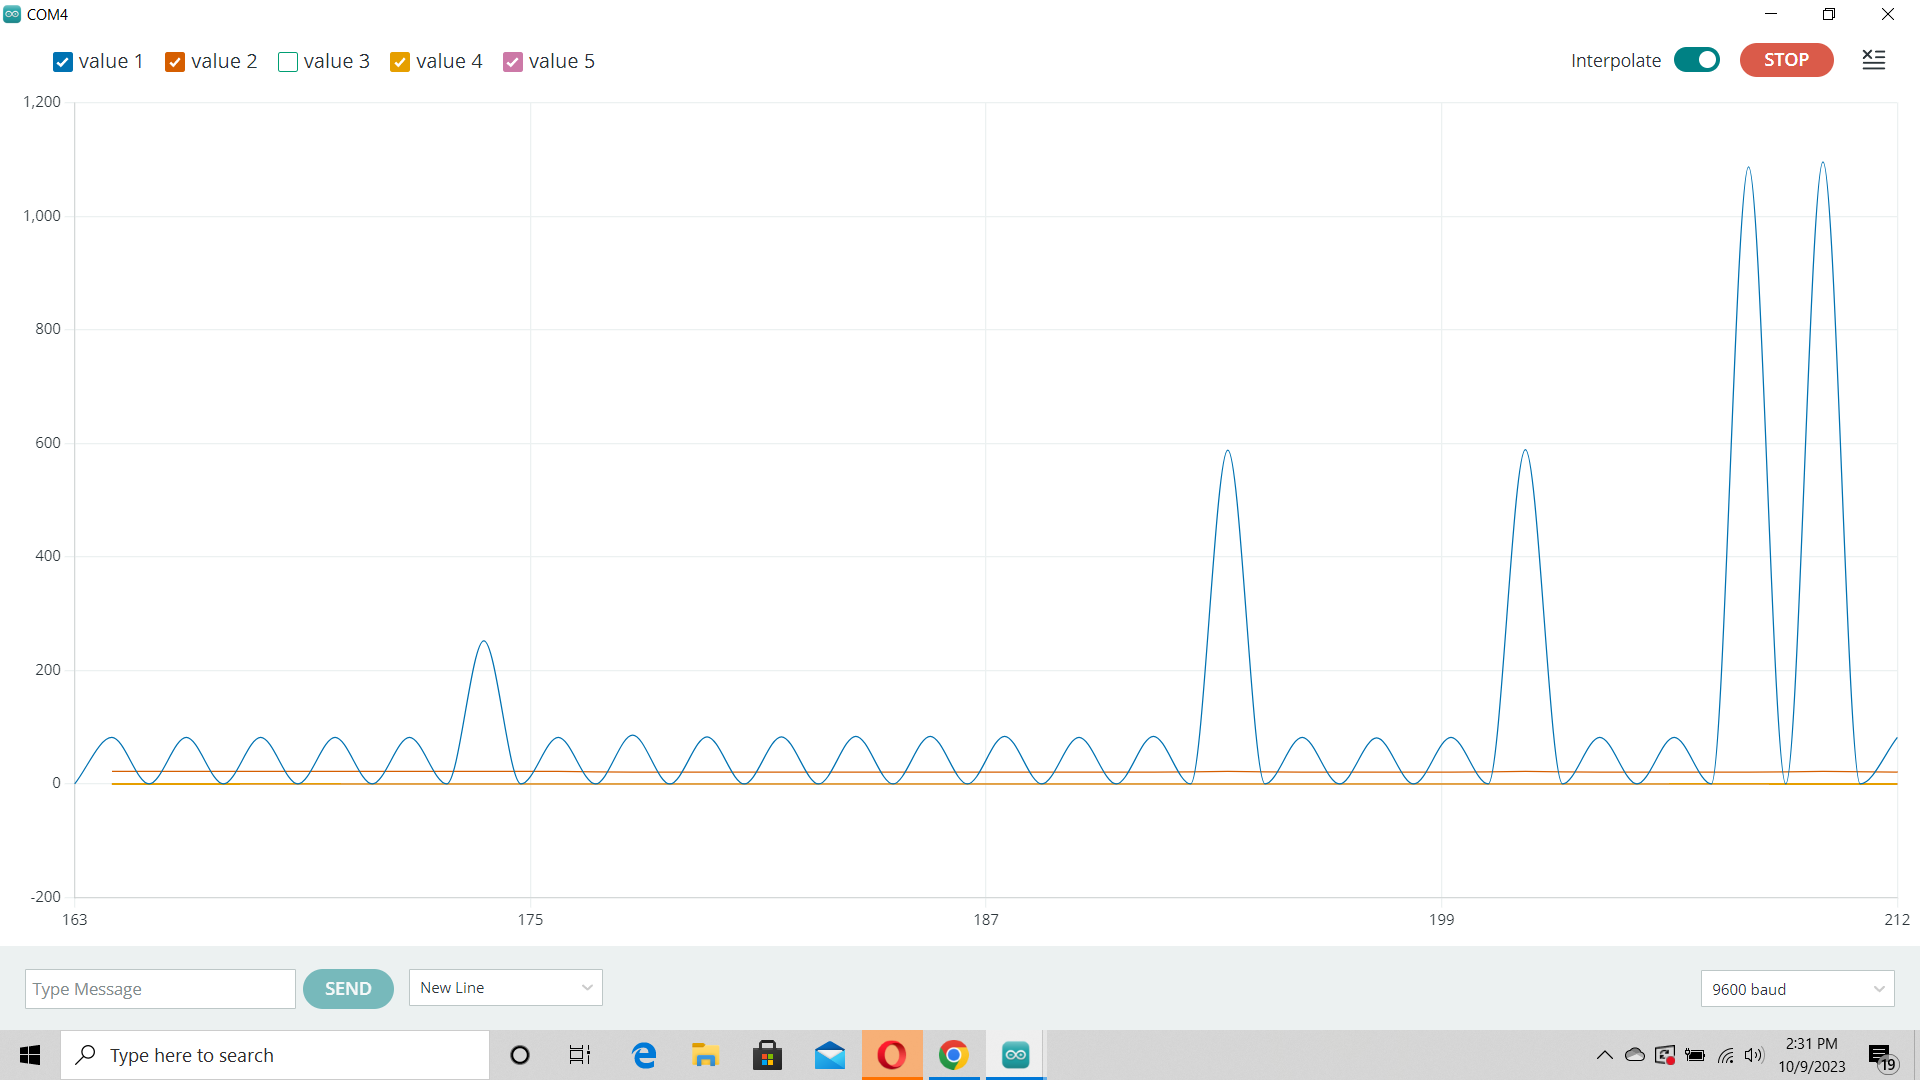 COM4
value 1 value 2 value 3 value 4 value 5 Interpolate STOP
1,200
1,000
800
600
400
200
0
-200
163 175 187 199 212
Type Message SEND New Line 9600 baud
Type here to search
2:31 PM
10/9/2023
19